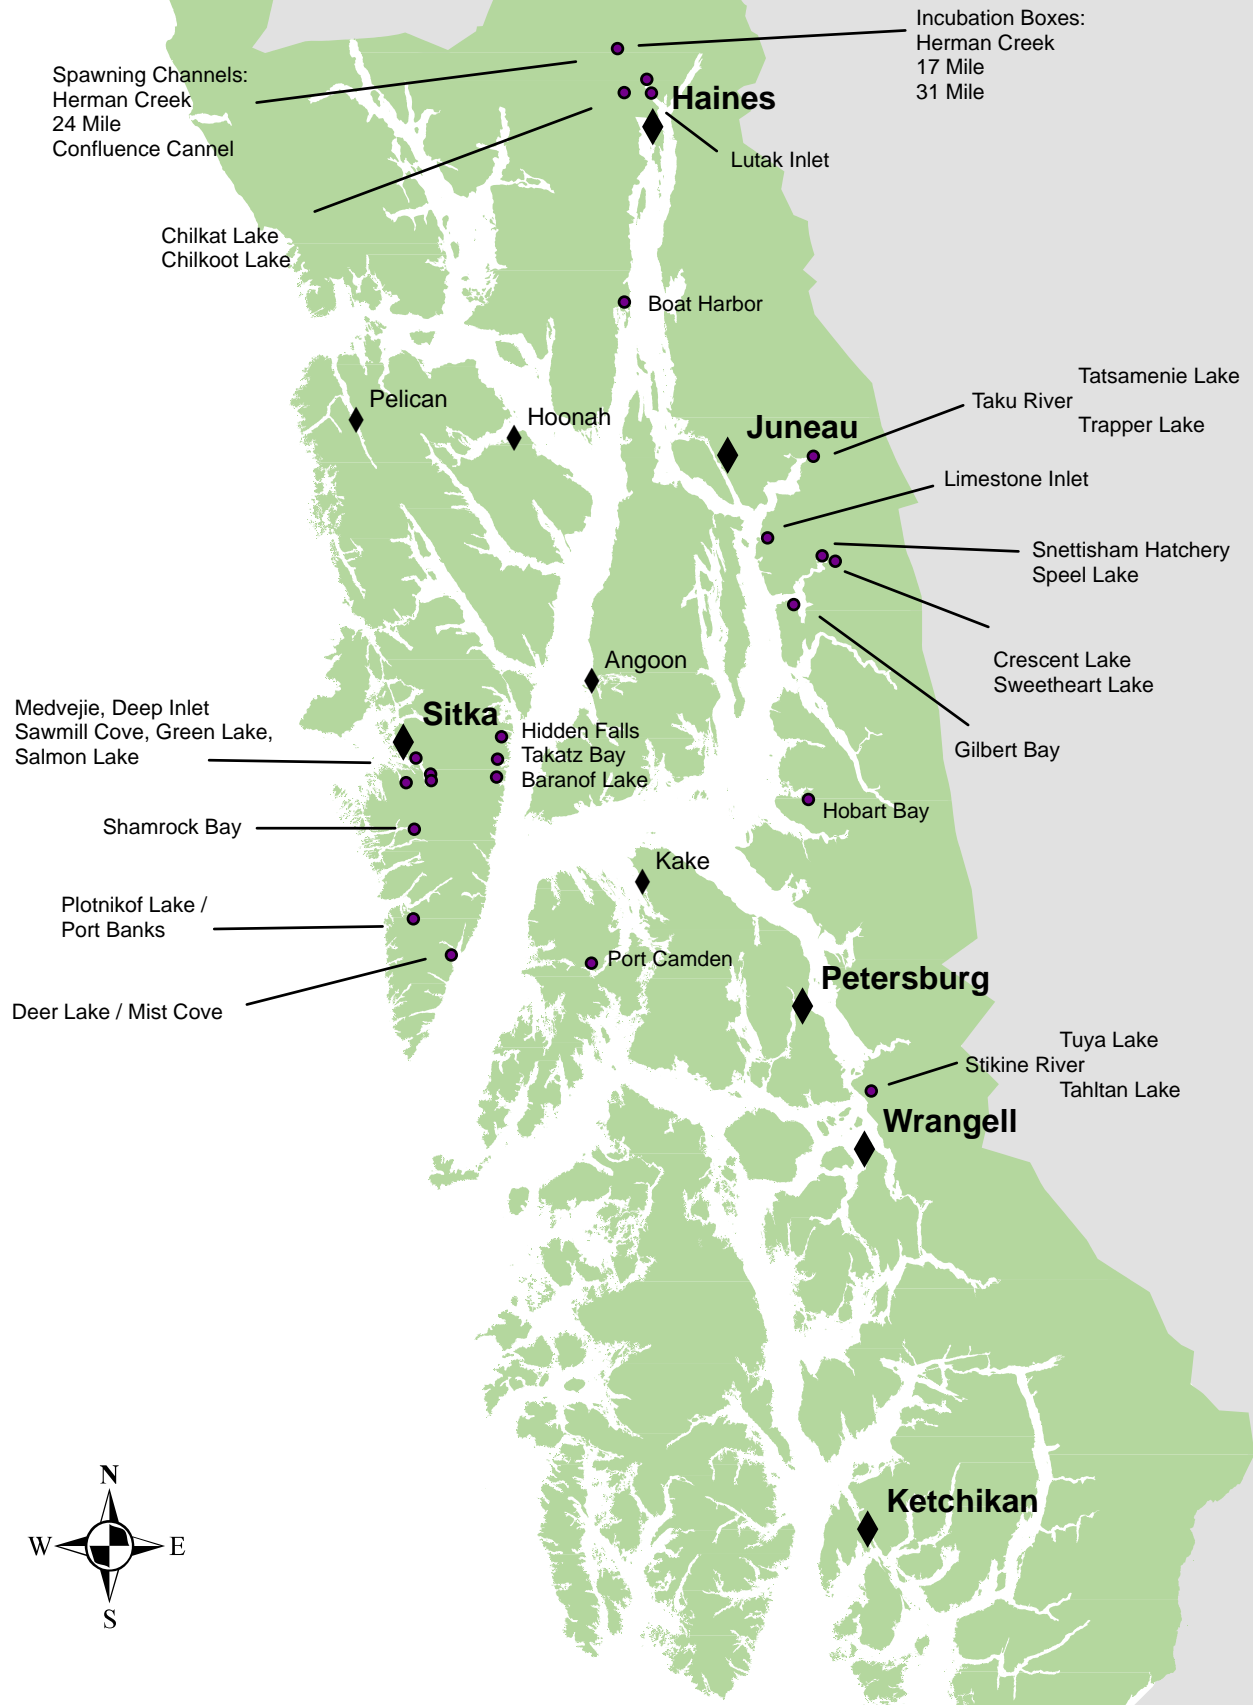 Incubation Boxes:
Herman Creek
17 Mile
31 Mile
Spawning Channels:
Herman Creek
24 Mile
Confluence Cannel
Haines
Lutak Inlet
Chilkat Lake
Chilkoot Lake
Boat Harbor
Tatsamenie Lake
Taku River
Trapper Lake
Pelican
Hoonah
Juneau
Limestone Inlet
Snettisham Hatchery
Speel Lake
Crescent Lake
Sweetheart Lake
Angoon
Medvejie, Deep Inlet
Sawmill Cove, Green Lake,
Salmon Lake
Sitka
Hidden Falls
Takatz Bay
Baranof Lake
Gilbert Bay
Hobart Bay
Shamrock Bay
Kake
Plotnikof Lake /
Port Banks
Port Camden
Petersburg
Deer Lake / Mist Cove
Tuya Lake
Stikine River
Tahltan Lake
Wrangell
Ketchikan
N
W E
S